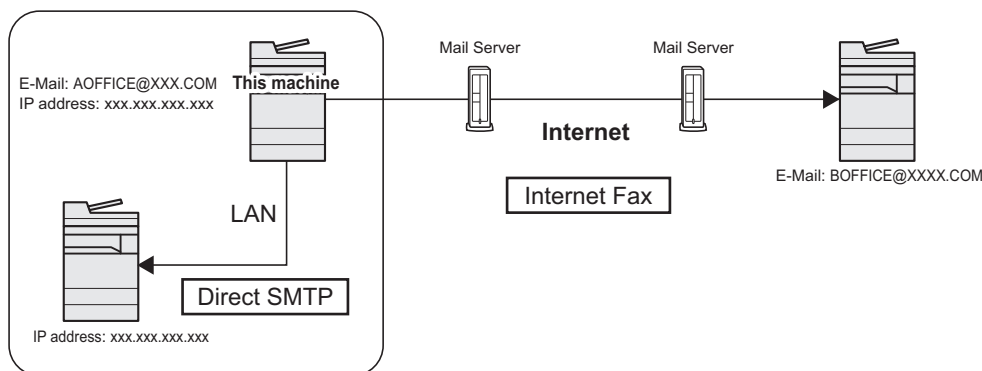 Mail Server
Mail Server
E-Mail: AOFFICE@XXX.COM
IP address: xxx.xxx.xxx.xxx
This machine
Internet
E-Mail: BOFFICE@XXXX.COM
Internet Fax
LAN
Direct SMTP
IP address: xxx.xxx.xxx.xxx